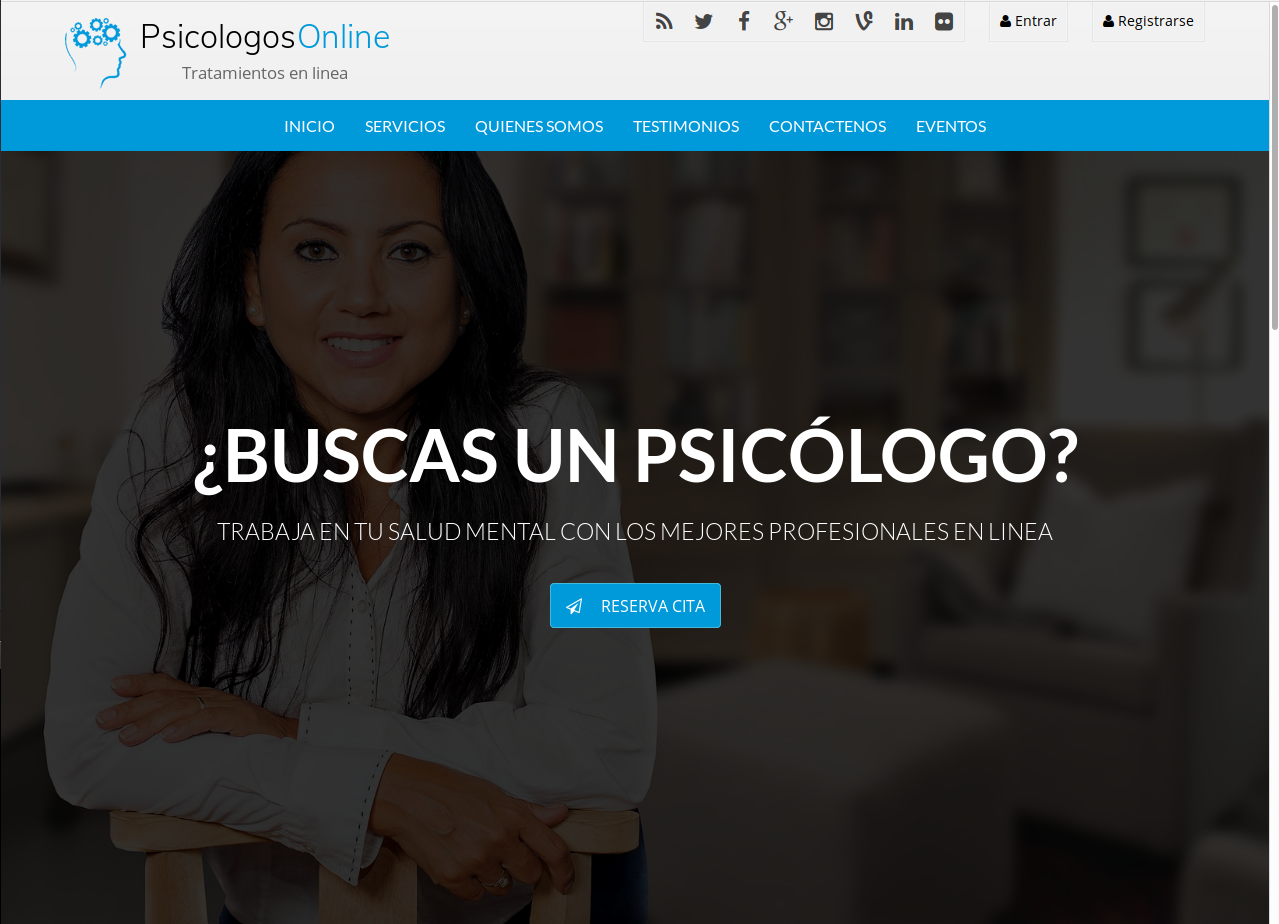 PsicologosOnline
Tratamientos en linea
Entrar
Registrarse
INICIO SERVICIOS QUIENES SOMOS TESTIMONIOS CONTACTENOS EVENTOS
¿BUSCAS UN PSICÓLOGO?
TRABAJA EN TU SALUD MENTAL CON LOS MEJORES PROFESIONALES EN LINEA
RESERVA CITA